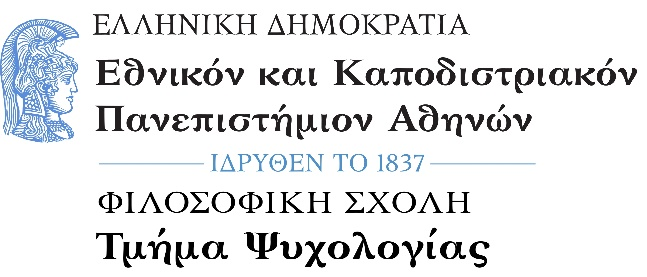 ΕΛΛΗΝΙΚΗ ΔΗΜΟΚΡΑΤΙΑ
Εθνικόν και Καποδιστριακόν
Πανεπιστήμιον Αθηνών
ΙΔΡΥΘΕΝ ΤΟ 1837
ΦΙΛΟΣΟΦΙΚΗ ΣΧΟΛΗ
Τμήμα Ψυχολογίας